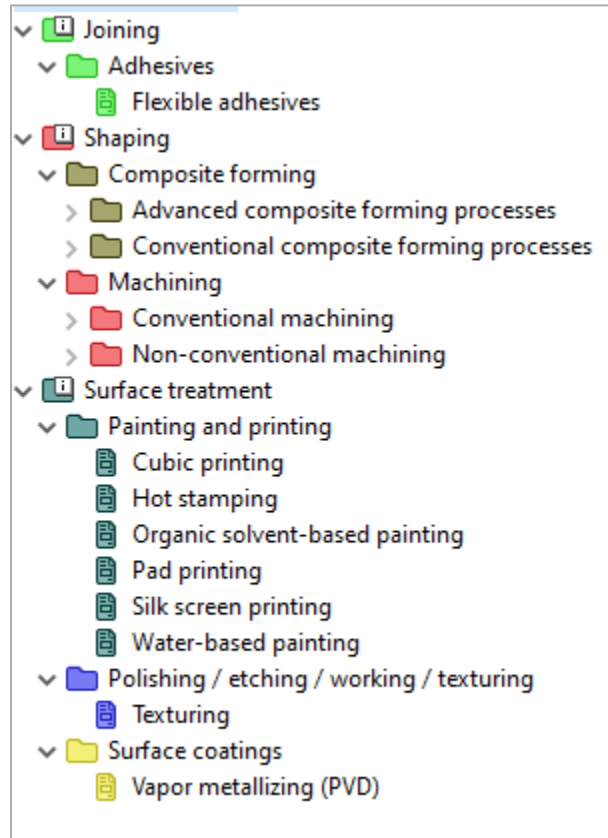 Joining
Adhesives
Flexible adhesives
Shaping
Composite forming
Advanced composite forming processes
Conventional composite forming processes
Machining
Conventional machining
Non-conventional machining
Surface treatment
Painting and printing
Cubic printing
Hot stamping
Organic solvent-based painting
Pad printing
Silk screen printing
Water-based painting
Polishing / etching / working / texturing
Texturing
Surface coatings
Vapor metallizing (PVD)